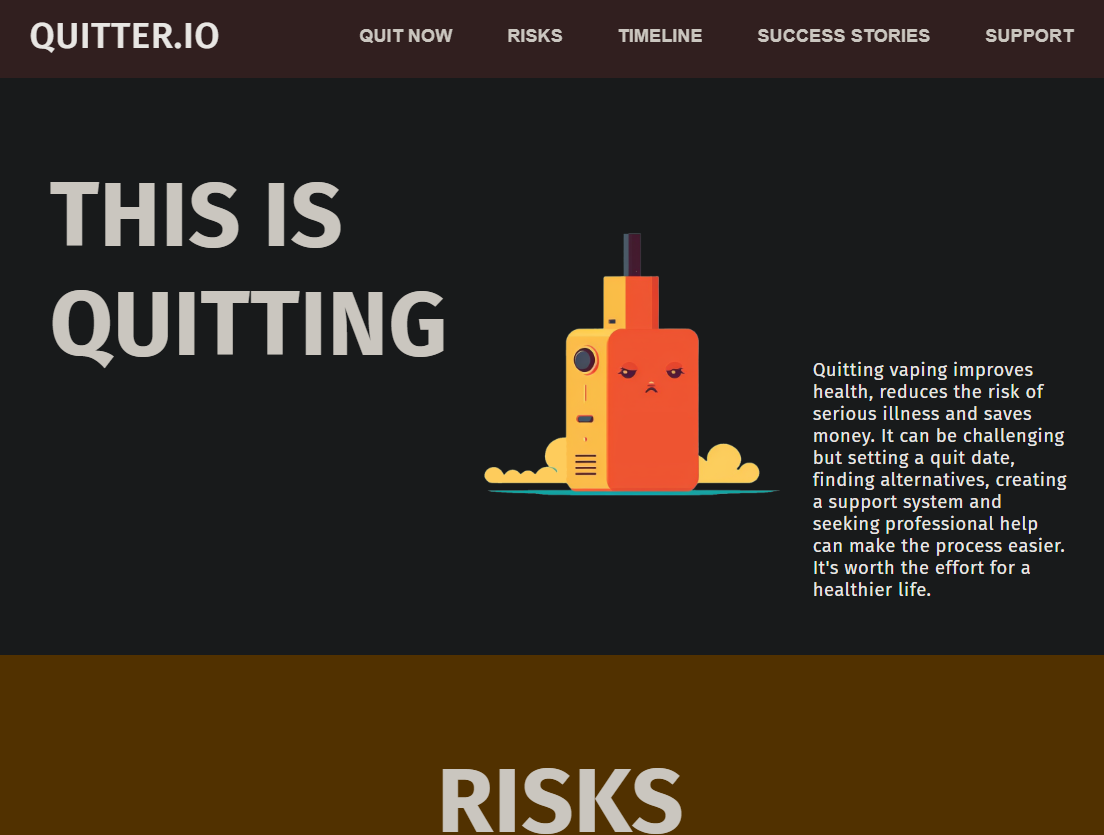 QUITTER.IO
QUIT NOW
RISKS
TIMELINE
SUCCESS STORIES
SUPPORT
THIS IS
QUITTING
Quitting vaping improves
health, reduces the risk of
serious illness and saves
money. It can be challenging
but setting a quit date,
finding alternatives, creating
a support system and
seeking professional help
can make the process easier.
It's worth the effort for a
healthier life.
RISKS